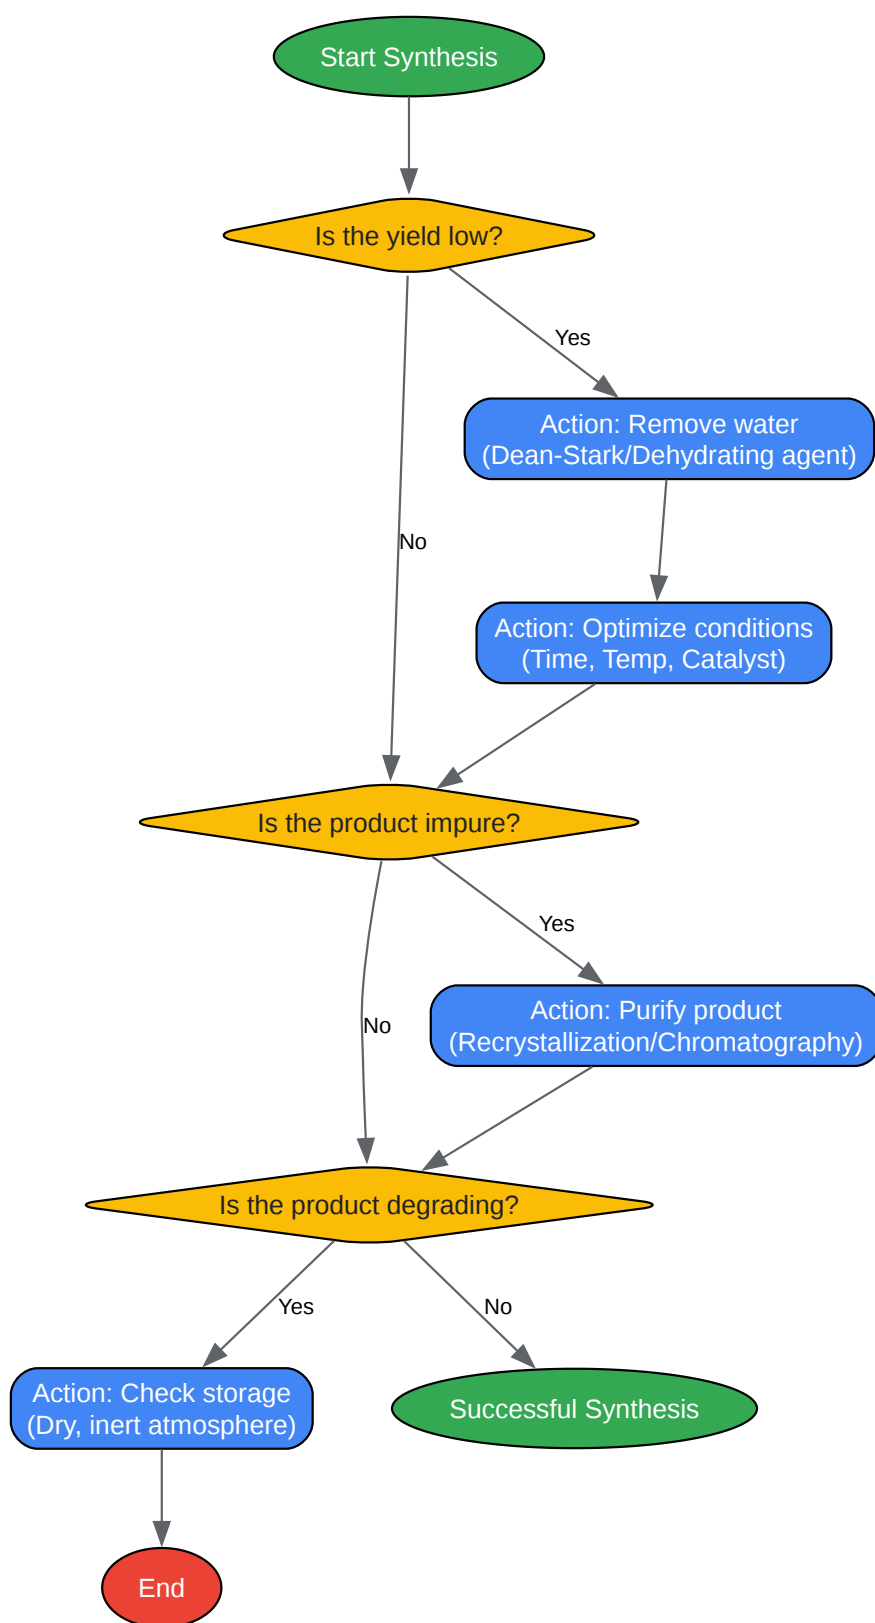 Start Synthesis
Is the yield low?
Yes
Action: Remove water
(Dean-Stark/Dehydrating agent)
No
Action: Optimize conditions
(Time, Temp, Catalyst)
Is the product impure?
Yes
Action: Purify product
(Recrystallization/Chromatography)
No
Is the product degrading?
Yes
No
Action: Check storage
(Dry, inert atmosphere)
Successful Synthesis
End